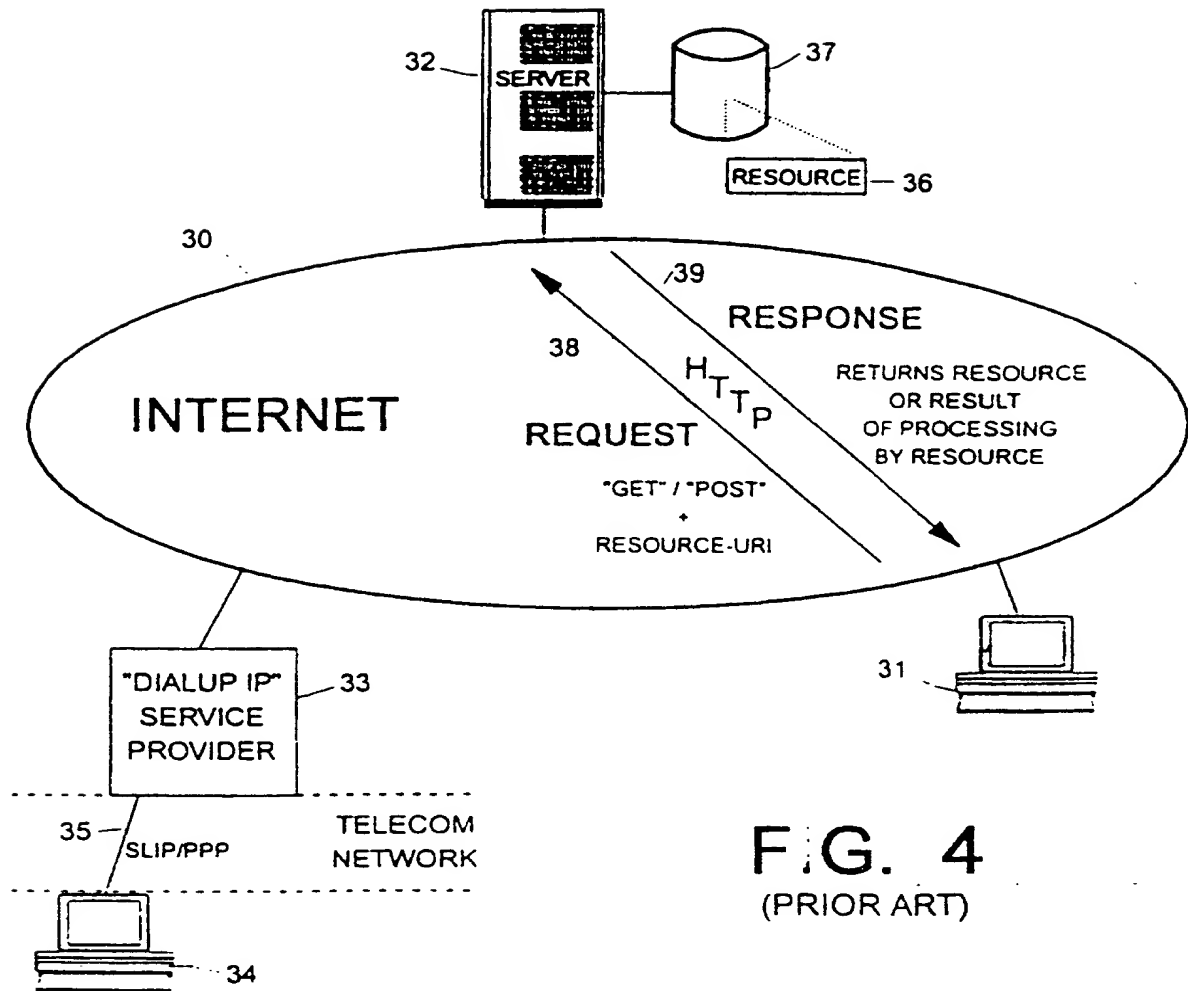 32
SERVER
37
RESOURCE
36
30
39
RESPONSE
38
HTTP
RETURNS RESOURCE
OR RESULT
OF PROCESSING
BY RESOURCE
INTERNET
REQUEST
"GET" / "POST"
+
RESOURCE-URI
"DIALUP IP"
SERVICE
PROVIDER
33
31
35
SLIP/PPP
TELECOM
NETWORK
34
FIG. 4
(PRIOR ART)